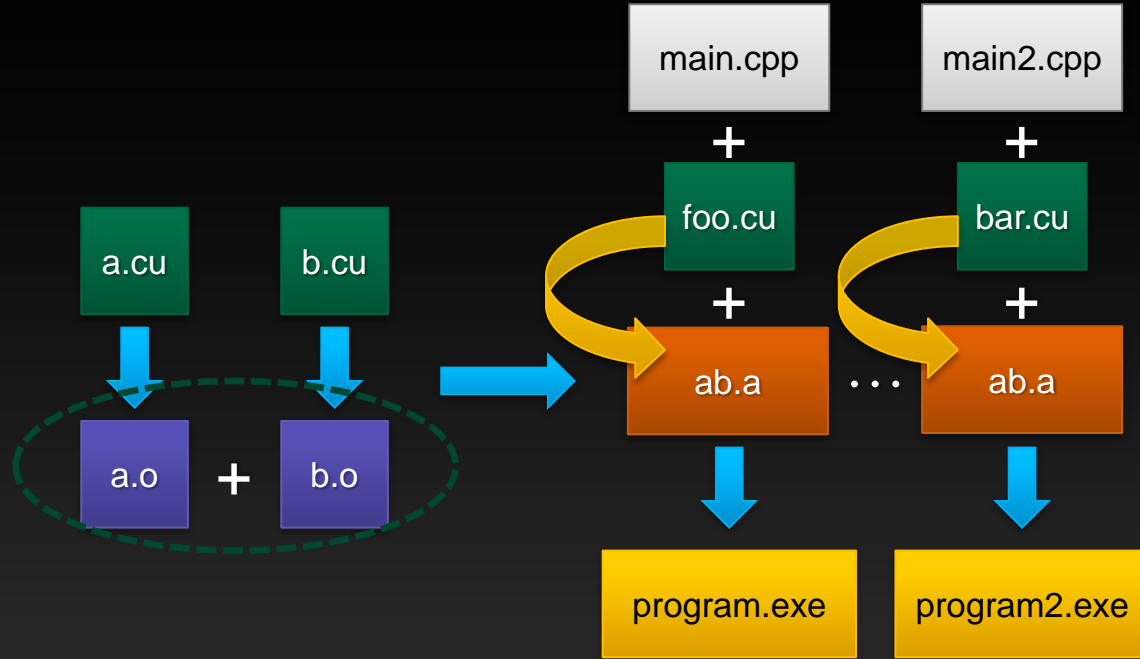 main.cpp
main2.cpp
+
+
foo.cu
bar.cu
a.cu
b.cu
+
+
ab.a
...
ab.a
a.o
+
b.o
program.exe
program2.exe